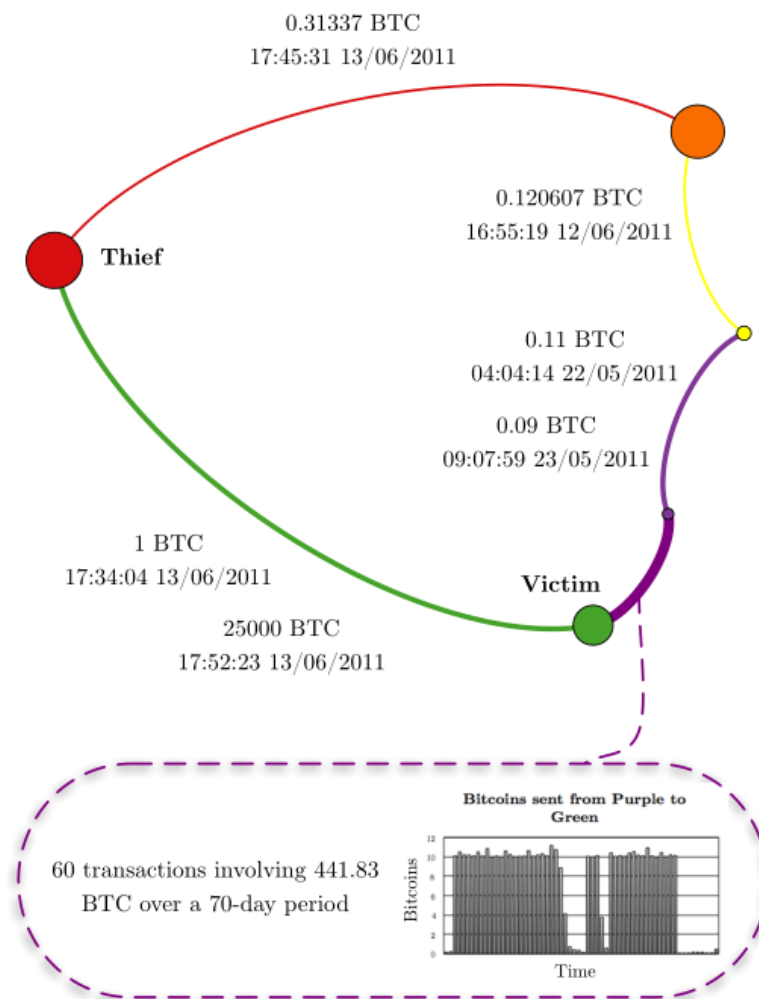 0.31337 BTC
17:45:31 13/06/2011
0.120607 BTC
16:55:19 12/06/2011
Thief
0.11 BTC
04:04:14 22/05/2011
0.09 BTC
09:07:59 23/05/2011
1 BTC
17:34:04 13/06/2011
Victim
25000 BTC
17:52:23 13/06/2011
60 transactions involving 441.83
BTC over a 70-day period
Bitcoins sent from Purple to
Green
Bitcoins
12
10
8
6
4
2
0
Time